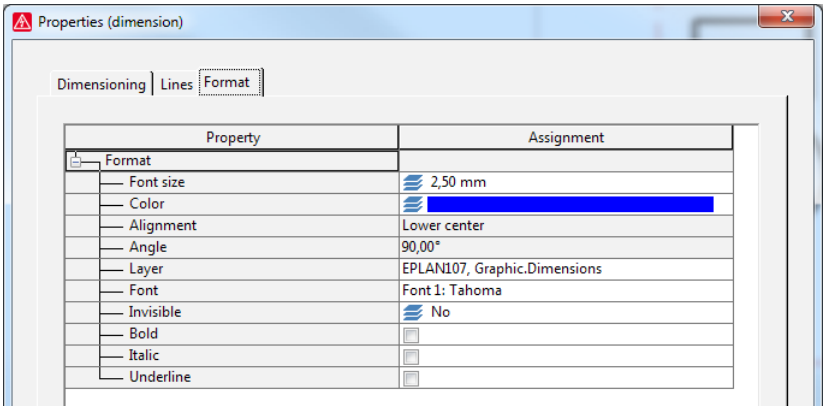 Properties (dimension)
Dimensioning Lines Format
Property Assignment
Format
Font size 2,50 mm
Color
Alignment Lower center
Angle 90,00°
Layer EPLAN107, Graphic.Dimensions
Font Font 1: Tahoma
Invisible No
Bold
Italic
Underline